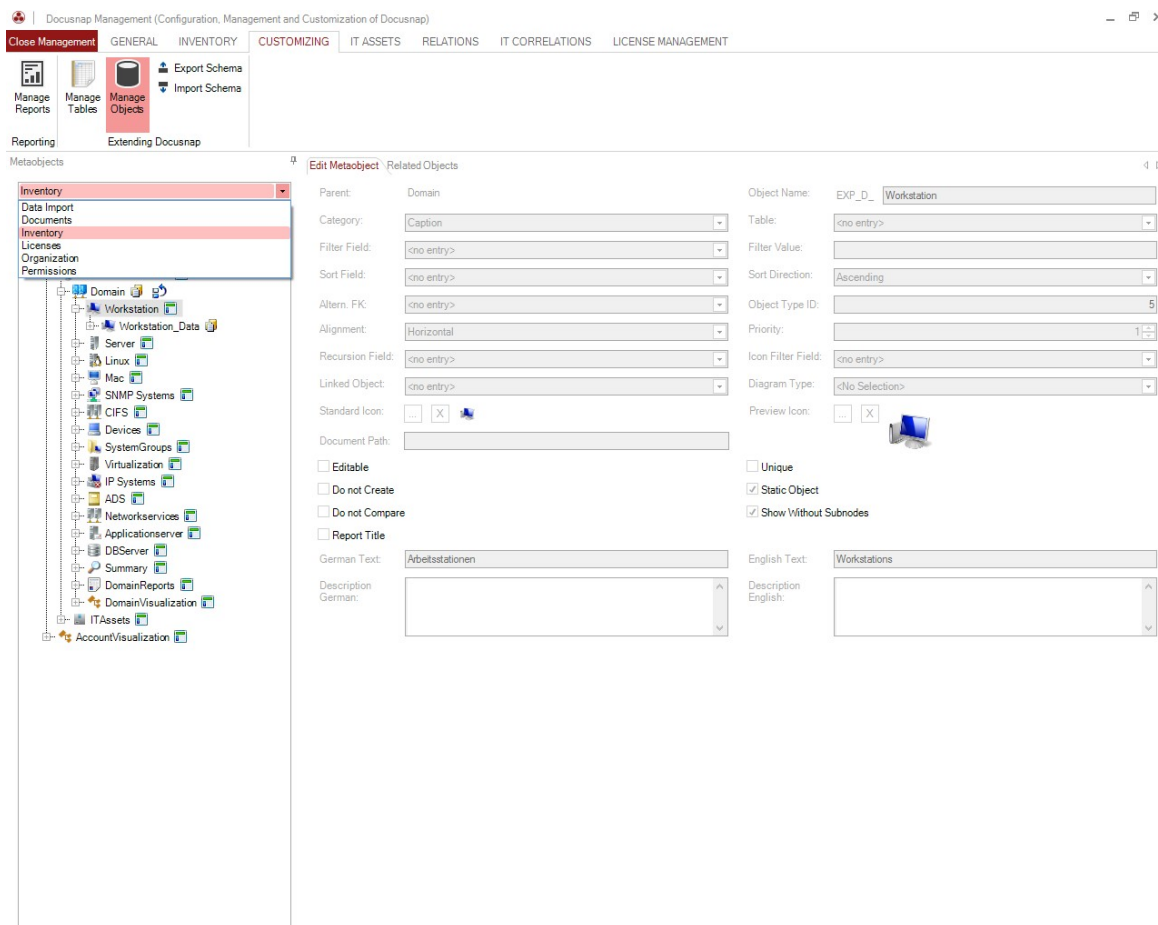 Docusnap Management (Configuration, Management and Customization of Docusnap)
Close Management GENERAL INVENTORY CUSTOMIZING IT ASSETS RELATIONS IT CORRELATIONS LICENSE MANAGEMENT
Manage Reports
Manage Tables
Manage Objects
Export Schema
Import Schema
Reporting
Extending Docusnap
Metaobjects
Inventory
Data Import
Documents
Inventory
Licenses
Organization
Permissions
Domain
Workstation
Workstation_Data
Server
Linux
Mac
SNMP Systems
CIFS
Devices
SystemGroups
Virtualization
IP Systems
ADS
Networkservices
Applicationserver
DBServer
Summary
DomainReports
DomainVisualization
ITAssets
AccountVisualization
Edit Metaobject Related Objects
Parent: Domain Object Name: EXP_D_ Workstation
Category: Caption Table: <no entry>
Filter Field: <no entry> Filter Value:
Sort Field: <no entry> Sort Direction: Ascending
Altern. FK: <no entry> Object Type ID: 5
Alignment: Horizontal Priority: 1
Recursion Field: <no entry> Icon Filter Field: <no entry>
Linked Object: <no entry> Diagram Type: <No Selection>
Standard Icon: ... X Preview Icon: ... X
Document Path:
Editable Unique
Do not Create Static Object
Do not Compare Show Without Subnodes
Report Title
German Text: Arbeitsstationen English Text: Workstations
Description German: Description English: